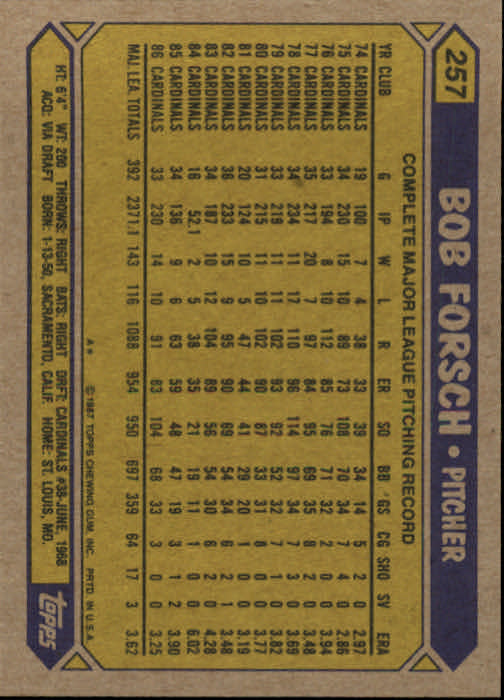 257 BOB FORSCH • PITCHER
COMPLETE MAJOR LEAGUE PITCHING RECORD
YR CLUB G IP W L R ER SO BB GS CG SHO SV ERA
74 CARDINALS 19 100 7 4 38 33 39 34 14 5 2 0 2.97
75 CARDINALS 34 230 15 10 89 73 108 70 34 7 4 0 2.86
76 CARDINALS 33 194 8 10 112 85 76 71 32 2 0 0 3.94
77 CARDINALS 35 217 20 7 97 84 95 69 35 8 2 0 3.48
78 CARDINALS 34 234 11 17 110 96 114 97 34 7 3 0 3.69
79 CARDINALS 33 219 11 11 102 93 92 52 32 7 1 0 3.82
80 CARDINALS 31 215 11 10 102 90 87 33 31 8 0 0 3.77
81 CARDINALS 20 124 10 5 47 44 41 29 20 1 0 0 3.19
82 CARDINALS 36 233 15 9 95 90 69 54 34 6 2 1 3.48
83 CARDINALS 34 187 10 12 104 89 56 54 30 6 2 0 4.28
84 CARDINALS 16 52.1 2 5 38 35 21 19 11 1 0 0 6.02
85 CARDINALS 34 136 9 6 63 59 48 47 19 3 1 2 3.90
86 CARDINALS 33 230 14 10 91 83 104 68 33 3 0 0 3.25
MAJ.LEA. TOTALS 392 2371.1 143 116 1088 954 950 697 359 64 17 3 3.62
A* © 1987 TOPPS CHEWING GUM, INC. PRTD. IN U.S.A.
HT: 6'4" WT: 200 THROWS: RIGHT BATS: RIGHT DRFT: CARDINALS #38-JUNE, 1968
ACQ: VIA DRAFT BORN: 1-13-50, SACRAMENTO, CALIF. HOME: ST. LOUIS, MO.
topps